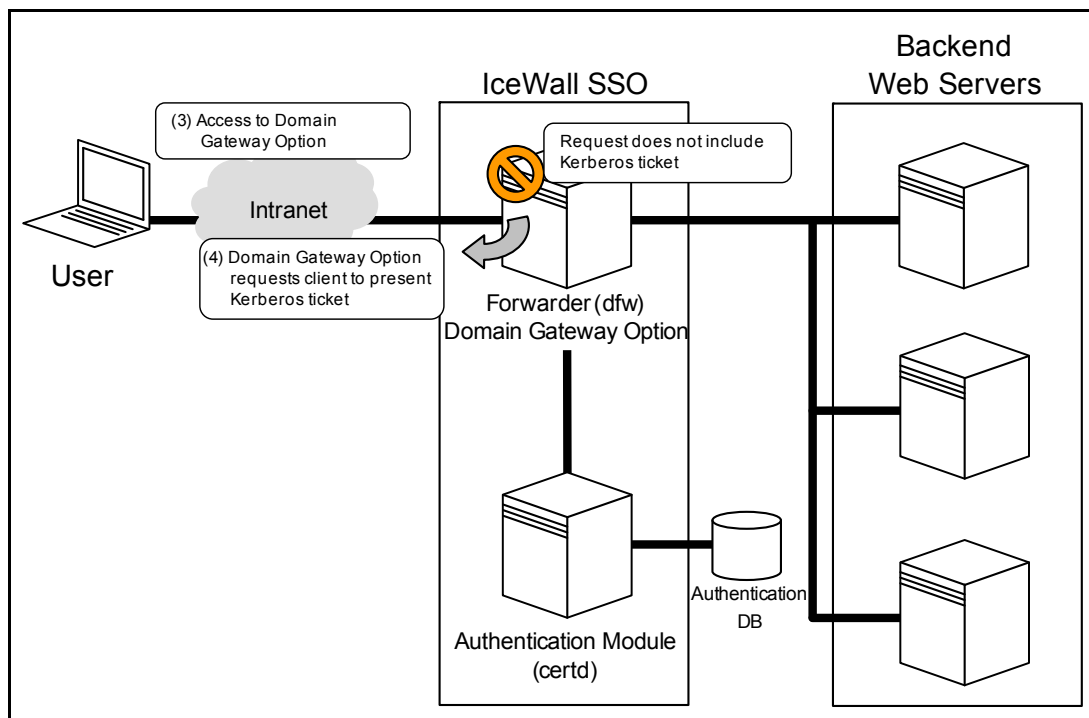 Backend
Web Servers
IceWall SSO
(3) Access to Domain
Gateway Option
Request does not include
Kerberos ticket
Intranet
User
(4) Domain Gateway Option
requests client to present
Kerberos ticket
Forwarder (dfw)
Domain Gateway Option
Authentication
DB
Authentication Module
(certd)